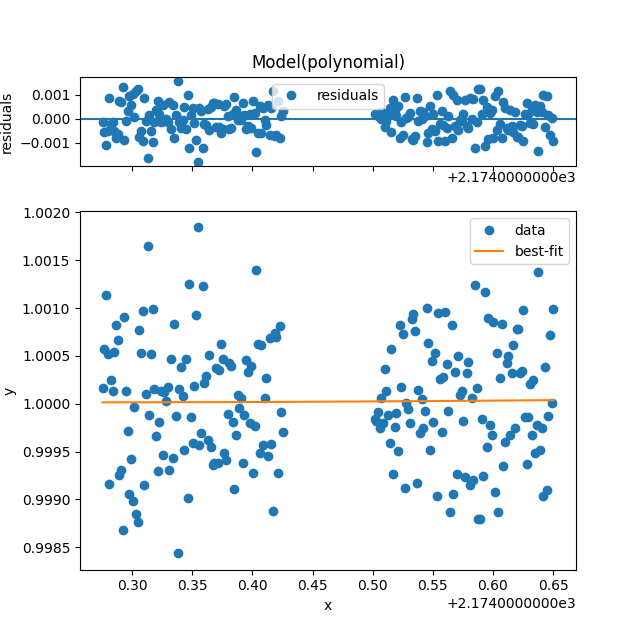 Model(polynomial)
residuals
0.001
0.000
−0.001
residuals
+2.1740000000e3
y
1.0020
1.0015
1.0010
1.0005
1.0000
0.9995
0.9990
0.9985
data
best-fit
0.30 0.35 0.40 0.45 0.50 0.55 0.60 0.65
x
+2.1740000000e3